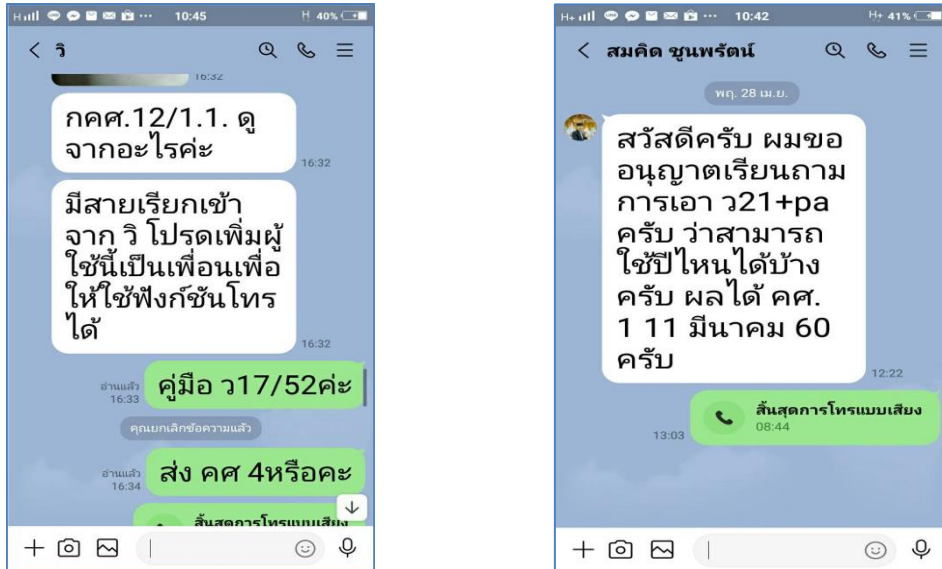 10:45
H 40%
วิ
16:32
กคศ.12/1.1. ดู
จากอะไรค่ะ
16:32
มีสายเรียกเข้า
จาก วิ โปรดเพิ่มผู้
ใช้นี้เป็นเพื่อนเพื่อ
ให้ใช้ฟังก์ชันโทร
ได้
16:32
คู่มือ ว17/52ค่ะ
อ่านแล้ว
16:33
คุณยกเลิกข้อความแล้ว
ส่ง คศ 4หรือคะ
อ่านแล้ว
16:34
สิ้นสุดการโทรแบบเสียง
H+ 10:42
H+ 41%
สมคิด ชูนพรัตน์
พฤ. 28 เม.ย.
สวัสดีครับ ผมขอ
อนุญาตเรียนถาม
การเอา ว21+pa
ครับ ว่าสามารถ
ใช้ปีไหนได้บ้าง
ครับ ผลได้ คศ.
1 11 มีนาคม 60
ครับ
12:22
สิ้นสุดการโทรแบบเสียง
08:44
13:03